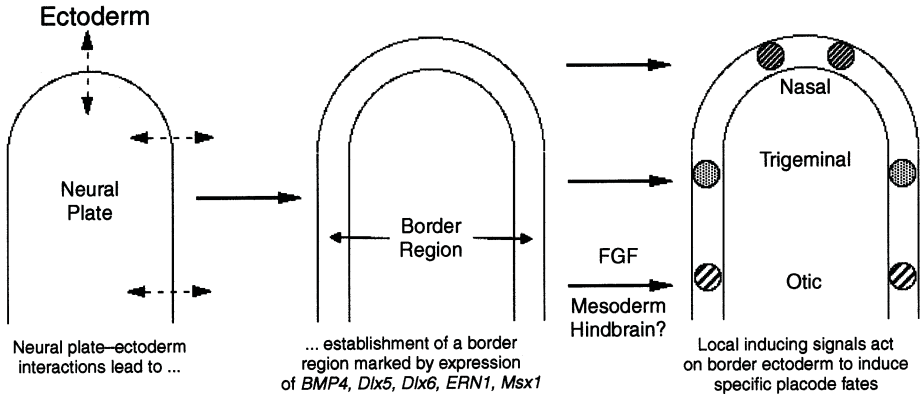 Ectoderm
Neural
Plate
Neural plate–ectoderm
interactions lead to ...
Border
Region
... establishment of a border
region marked by expression
of BMP4, Dlx5, Dlx6, ERN1, Msx1
FGF
Mesoderm
Hindbrain?
Nasal
Trigeminal
Otic
Local inducing signals act
on border ectoderm to induce
specific placode fates